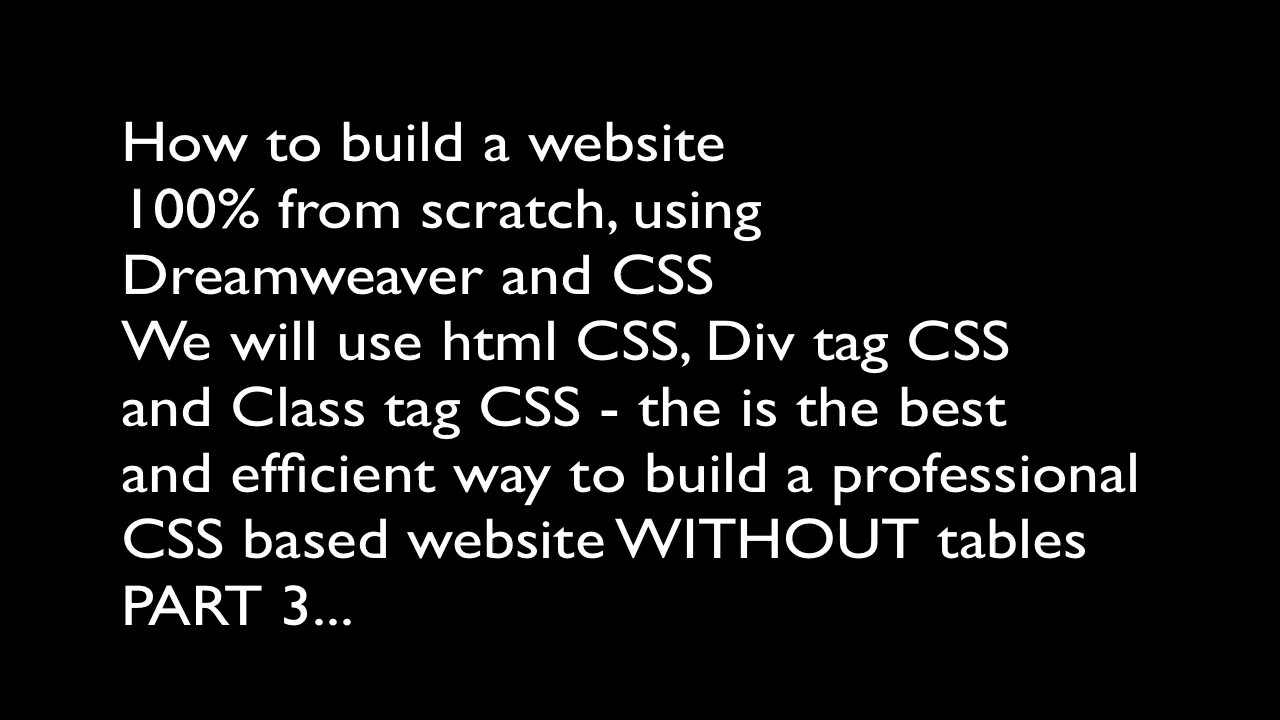 How to build a website
100% from scratch, using
Dreamweaver and CSS
We will use html CSS, Div tag CSS
and Class tag CSS - the is the best
and efficient way to build a professional
CSS based website WITHOUT tables
PART 3...